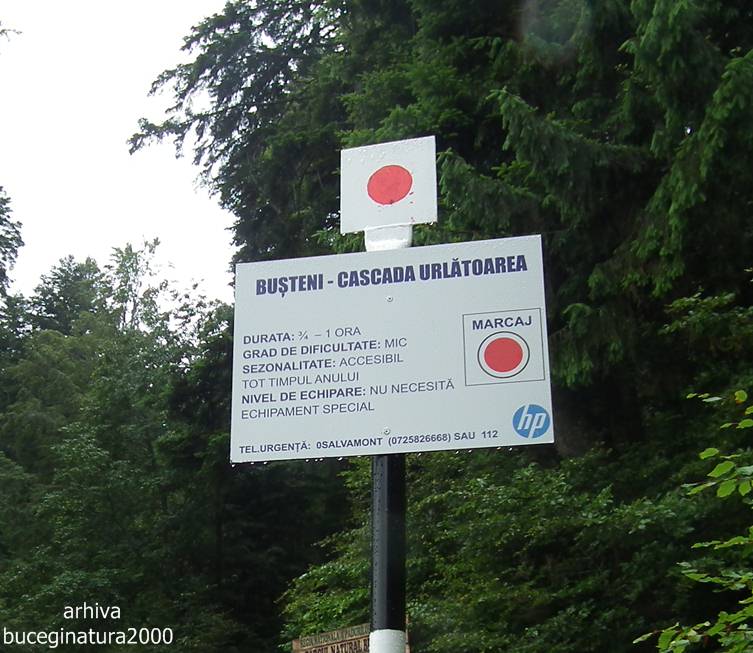 BUȘTENI - CASCADA URLĂTOAREA
DURATA: ¾ – 1 ORA
GRAD DE DIFICULTATE: MIC
SEZONALITATE: ACCESIBIL
TOT TIMPUL ANULUI
NIVEL DE ECHIPARE: NU NECESITĂ
ECHIPAMENT SPECIAL
MARCAJ
hp
TEL.URGENȚĂ: 0SALVAMONT (0725826668) SAU 112
arhiva
buceginatura2000